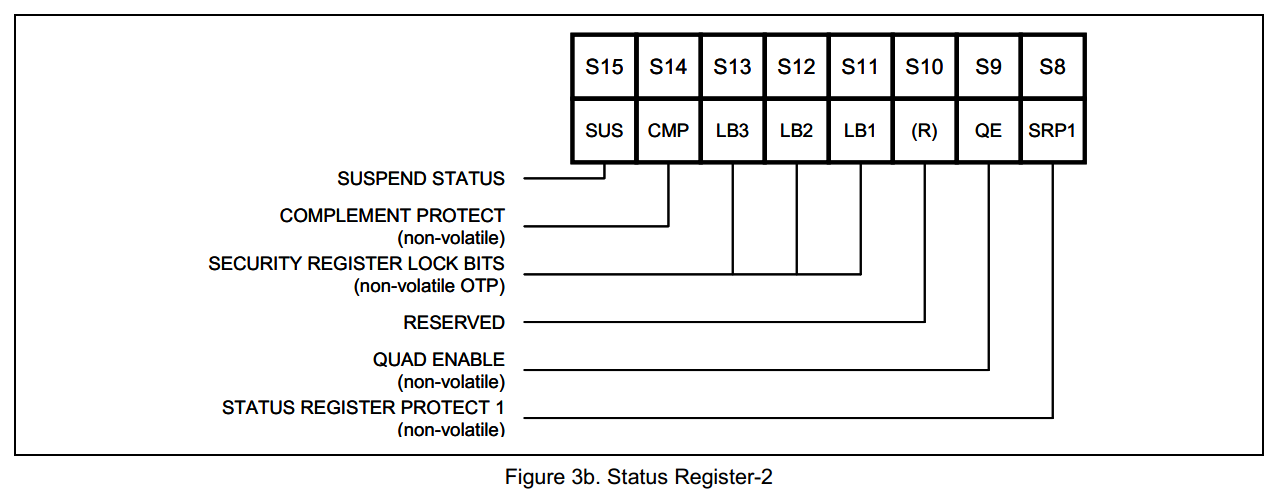 S15 S14 S13 S12 S11 S10 S9 S8
SUS CMP LB3 LB2 LB1 (R) QE SRP1
SUSPEND STATUS
COMPLEMENT PROTECT
(non-volatile)
SECURITY REGISTER LOCK BITS
(non-volatile OTP)
RESERVED
QUAD ENABLE
(non-volatile)
STATUS REGISTER PROTECT 1
(non-volatile)
Figure 3b. Status Register-2